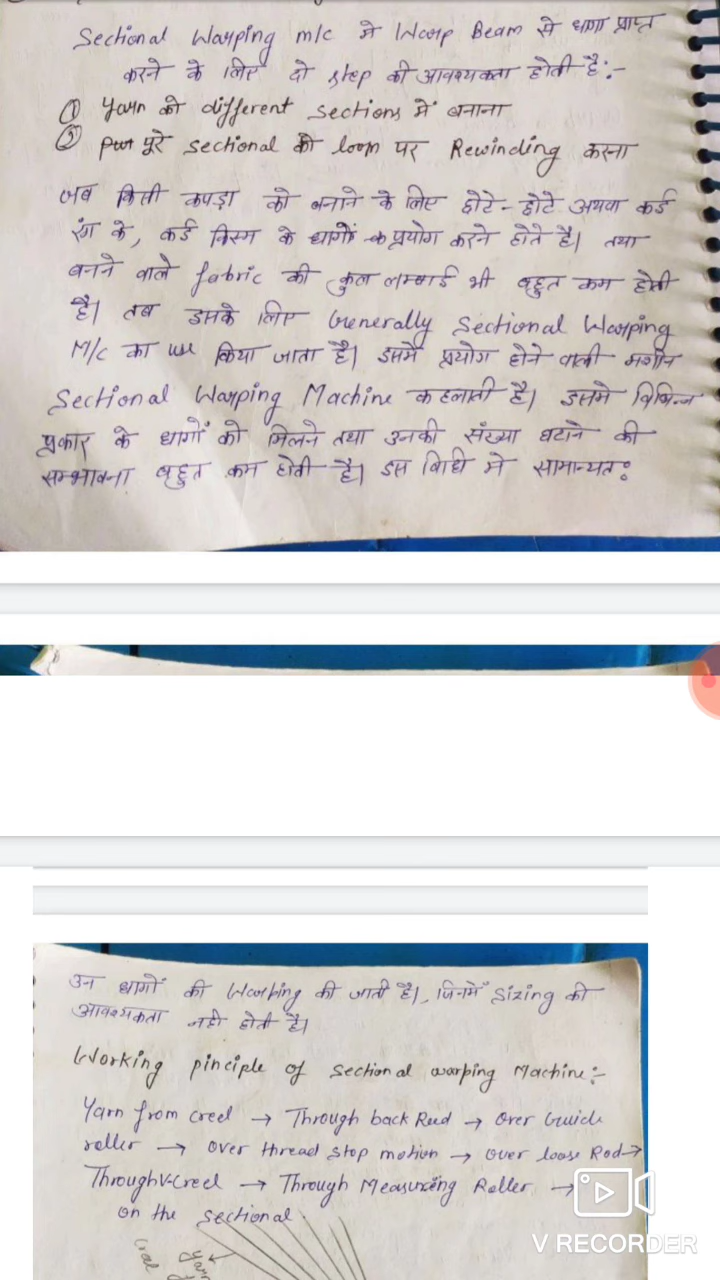 Sectional Warping m/c मे Warp Beam से धागा प्राप्त
करने के लिए दो step की आवश्यकता होती है:-
① Yarn को different sections में बनाना
② पूरे sectional को loom पर Rewinding करना
जब किसी कपड़ा को बनाने के लिए छोटे-छोटे अथवा कई
रंग के, कई किस्म के धागों क प्रयोग करने होते है। तथा
बनने वाले fabric की कुल लम्बाई भी बहुत कम होती
है। तब इसके लिए Generally Sectional Warping
M/c का use किया जाता है। इसमें प्रयोग होने वाली मशीन
Sectional Warping Machine कहलाती है। इसमे विभिन्न
प्रकार के धागों को मिलने तथा उनकी संख्या घटाने की
सम्भावना बहुत कम होती है। इस विधि मे सामान्यत:
उन धागों की Warping की जाती है। जिनमें Sizing की
आवश्यकता नही होती है।
Working pinciple of sectional warping Machine:-
Yarn from creel → Through back Reed → Over Guide
roller → over thread stop motion → over loose Rod →
Through V-creel → Through Measuring Roller →
on the sectional
Yarn
V RECORDER